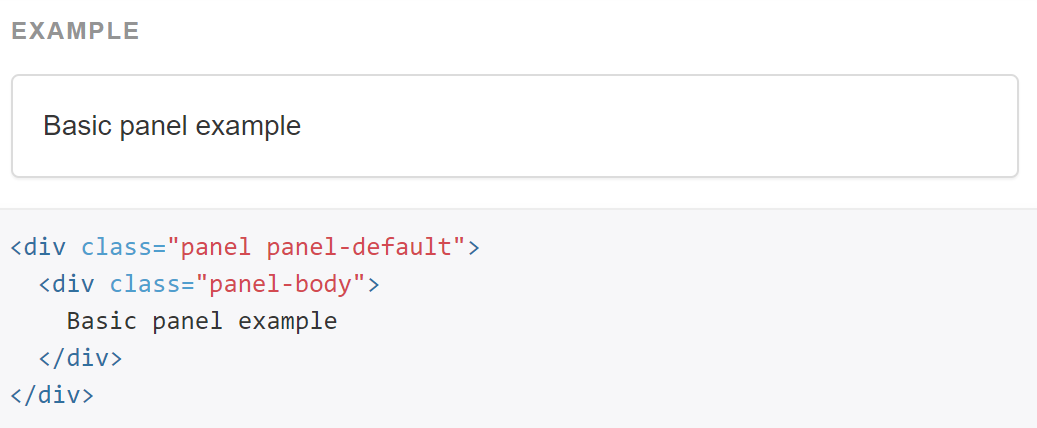 EXAMPLE
Basic panel example
<div class="panel panel-default">
  <div class="panel-body">
    Basic panel example
  </div>
</div>